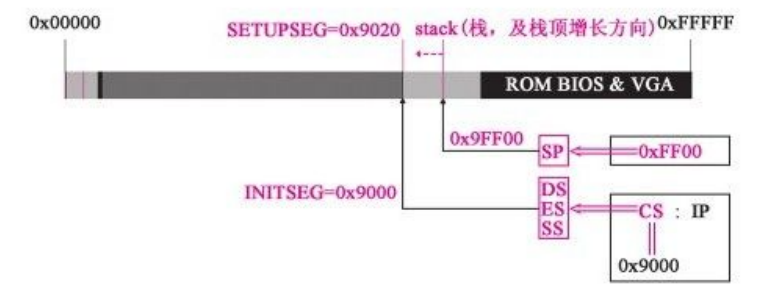 0x00000
SETUPSEG=0x9020
stack(栈，及栈顶增长方向)
0xFFFFF
ROM BIOS & VGA
0x9FF00
SP
0xFF00
INITSEG=0x9000
DS
ES
SS
CS : IP
0x9000